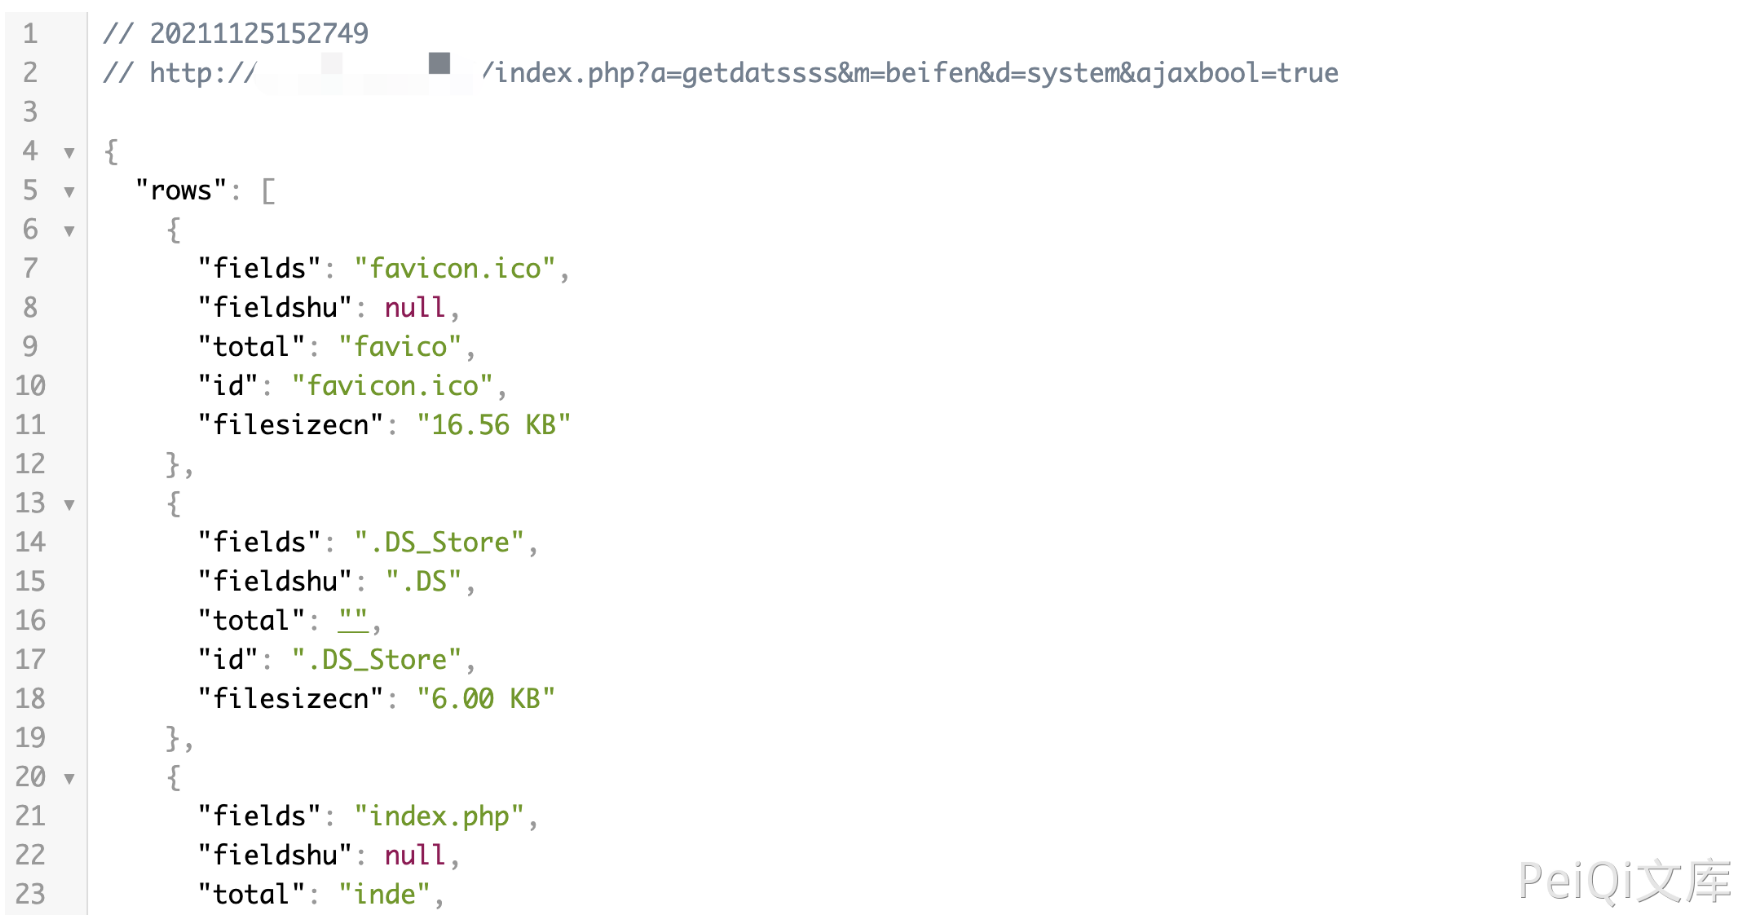 1 // 20211125152749
2 // http:// /index.php?a=getdatssss&m=beifen&d=system&ajaxbool=true
3
4 ▼ {
5 ▼ "rows": [
6 ▼ {
7 "fields": "favicon.ico",
8 "fieldshu": null,
9 "total": "favico",
10 "id": "favicon.ico",
11 "filesizecn": "16.56 KB"
12 },
13 ▼ {
14 "fields": ".DS_Store",
15 "fieldshu": ".DS",
16 "total": "",
17 "id": ".DS_Store",
18 "filesizecn": "6.00 KB"
19 },
20 ▼ {
21 "fields": "index.php",
22 "fieldshu": null,
23 "total": "inde",
PeiQi文库